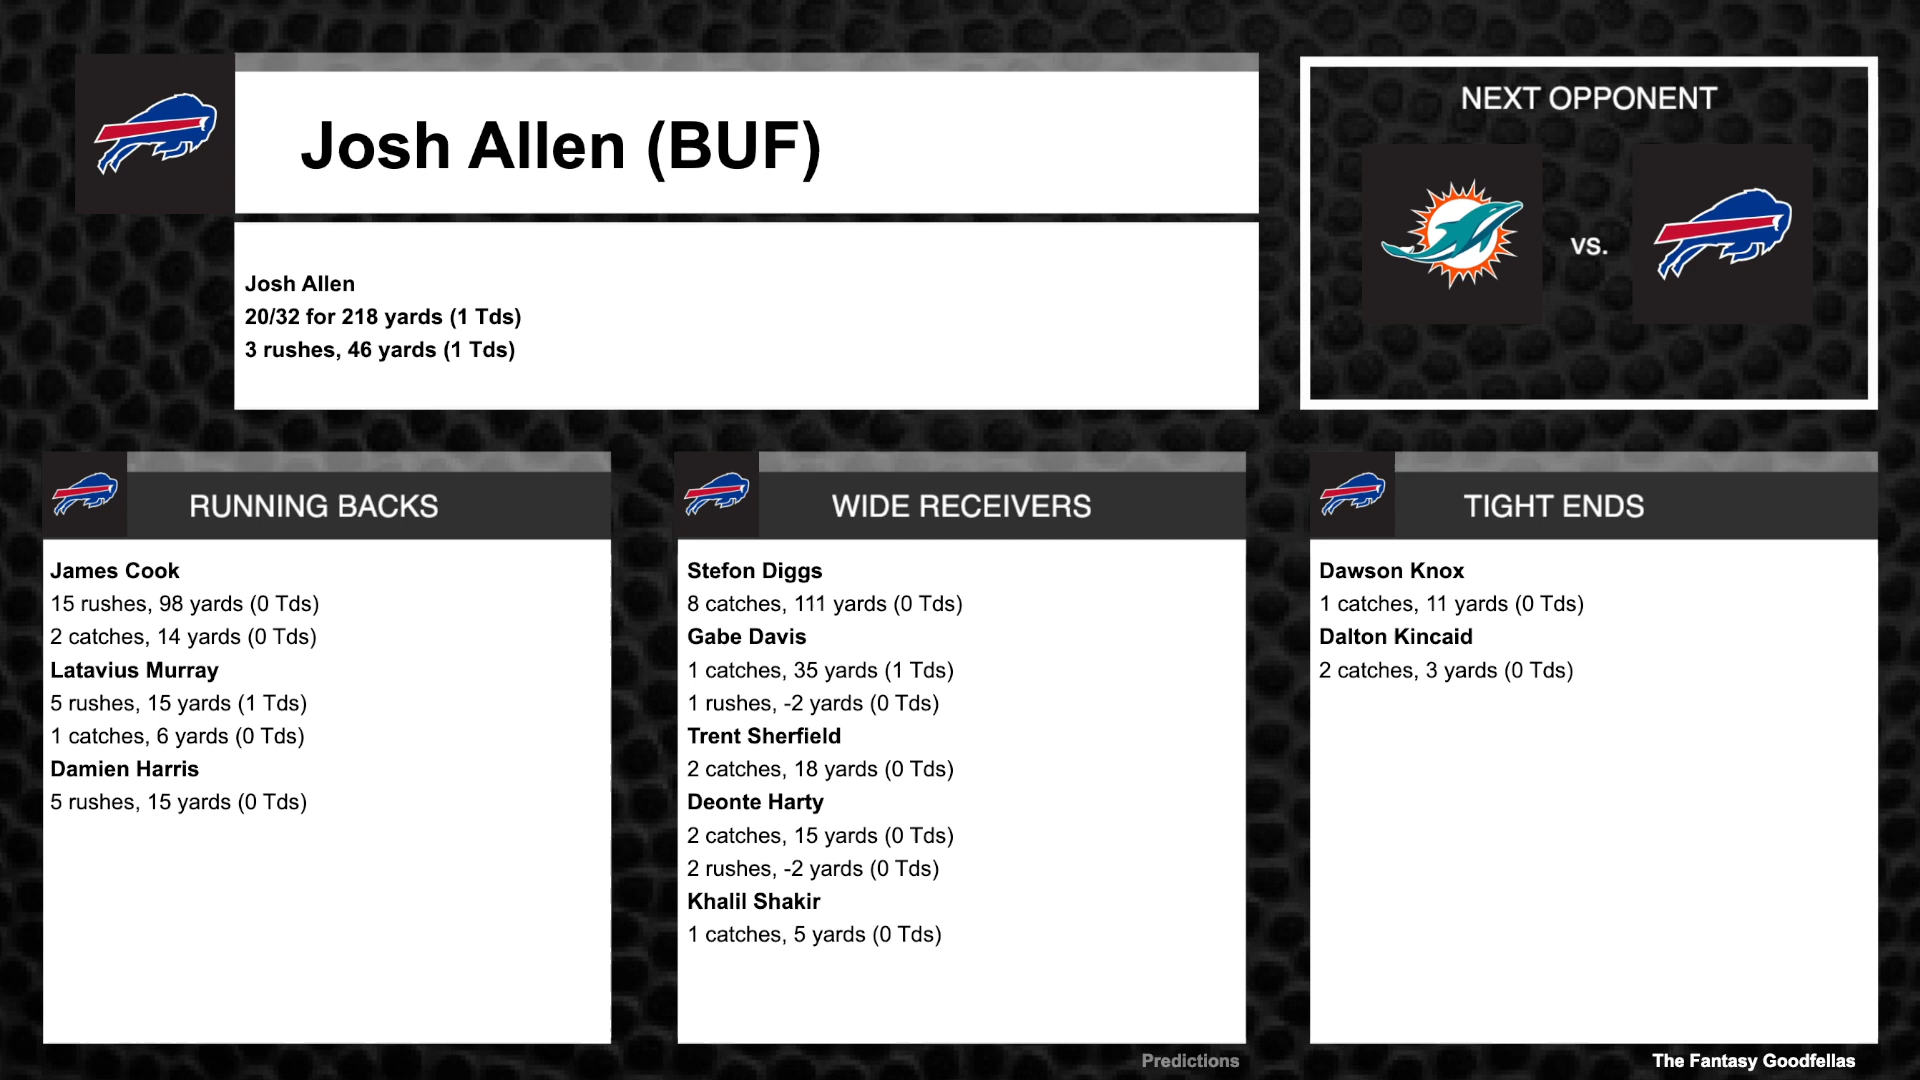 Josh Allen (BUF)
Josh Allen
20/32 for 218 yards (1 Tds)
3 rushes, 46 yards (1 Tds)
NEXT OPPONENT
VS.
RUNNING BACKS
James Cook
15 rushes, 98 yards (0 Tds)
2 catches, 14 yards (0 Tds)
Latavius Murray
5 rushes, 15 yards (1 Tds)
1 catches, 6 yards (0 Tds)
Damien Harris
5 rushes, 15 yards (0 Tds)
WIDE RECEIVERS
Stefon Diggs
8 catches, 111 yards (0 Tds)
Gabe Davis
1 catches, 35 yards (1 Tds)
1 rushes, -2 yards (0 Tds)
Trent Sherfield
2 catches, 18 yards (0 Tds)
Deonte Harty
2 catches, 15 yards (0 Tds)
2 rushes, -2 yards (0 Tds)
Khalil Shakir
1 catches, 5 yards (0 Tds)
TIGHT ENDS
Dawson Knox
1 catches, 11 yards (0 Tds)
Dalton Kincaid
2 catches, 3 yards (0 Tds)
Predictions
The Fantasy Goodfellas